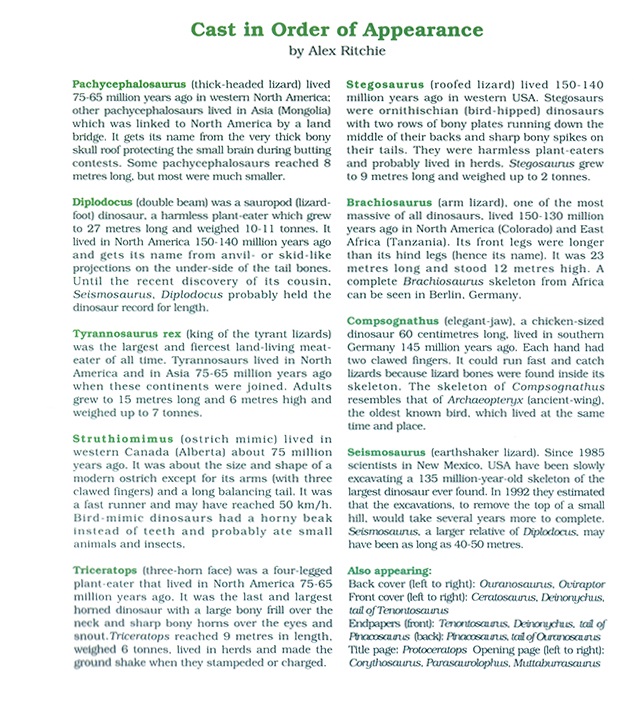 Cast in Order of Appearance
by Alex Ritchie
Pachycephalosaurus (thick-headed lizard) lived
75-65 million years ago in western North America;
other pachycephalosaurs lived in Asia (Mongolia)
which was linked to North America by a land
bridge. It gets its name from the very thick bony
skull roof protecting the small brain during butting
contests. Some pachycephalosaurs reached 8
metres long, but most were much smaller.
Diplodocus (double beam) was a sauropod (lizard-
foot) dinosaur, a harmless plant-eater which grew
to 27 metres long and weighed 10-11 tonnes. It
lived in North America 150-140 million years ago
and gets its name from anvil- or skid-like
projections on the under-side of the tail bones.
Until the recent discovery of its cousin,
Seismosaurus, Diplodocus probably held the
dinosaur record for length.
Tyrannosaurus rex (king of the tyrant lizards)
was the largest and fiercest land-living meat-
eater of all time. Tyrannosaurs lived in North
America and in Asia 75-65 million years ago
when these continents were joined. Adults
grew to 15 metres long and 6 metres high and
weighed up to 7 tonnes.
Struthiomimus (ostrich mimic) lived in
western Canada (Alberta) about 75 million
years ago. It was about the size and shape of a
modern ostrich except for its arms (with three
clawed fingers) and a long balancing tail. It was
a fast runner and may have reached 50 km/h.
Bird-mimic dinosaurs had a horny beak
instead of teeth and probably ate small
animals and insects.
Triceratops (three-horn face) was a four-legged
plant-eater that lived in North America 75-65
million years ago. It was the last and largest
horned dinosaur with a large bony frill over the
neck and sharp bony horns over the eyes and
snout. Triceratops reached 9 metres in length,
weighed 6 tonnes, lived in herds and made the
ground shake when they stampeded or charged.
Stegosaurus (roofed lizard) lived 150-140
million years ago in western USA. Stegosaurs
were ornithischian (bird-hipped) dinosaurs
with two rows of bony plates running down the
middle of their backs and sharp bony spikes on
their tails. They were harmless plant-eaters
and probably lived in herds. Stegosaurus grew
to 9 metres long and weighed up to 2 tonnes.
Brachiosaurus (arm lizard), one of the most
massive of all dinosaurs, lived 150-130 million
years ago in North America (Colorado) and East
Africa (Tanzania). Its front legs were longer
than its hind legs (hence its name). It was 23
metres long and stood 12 metres high. A
complete Brachiosaurus skeleton from Africa
can be seen in Berlin, Germany.
Compsognathus (elegant-jaw), a chicken-sized
dinosaur 60 centimetres long, lived in southern
Germany 145 million years ago. Each hand had
two clawed fingers. It could run fast and catch
lizards because lizard bones were found inside its
skeleton. The skeleton of Compsognathus
resembles that of Archaeopteryx (ancient-wing),
the oldest known bird, which lived at the same
time and place.
Seismosaurus (earthshaker lizard). Since 1985
scientists in New Mexico, USA have been slowly
excavating a 135 million-year-old skeleton of the
largest dinosaur ever found. In 1992 they estimated
that the excavations, to remove the top of a small
hill, would take several years more to complete.
Seismosaurus, a larger relative of Diplodocus, may
have been as long as 40-50 metres.
Also appearing:
Back cover (left to right): Ouranosaurus, Oviraptor
Front cover (left to right): Ceratosaurus, Deinonychus,
tail of Tenontosaurus
Endpapers (front): Tenontosaurus, Deinonychus, tail of
Pinacosaurus (back): Pinacosaurus, tail of Ouranosaurus
Title page: Protoceratops Opening page (left to right):
Corythosaurus, Parasaurolophus, Muttaburrasaurus